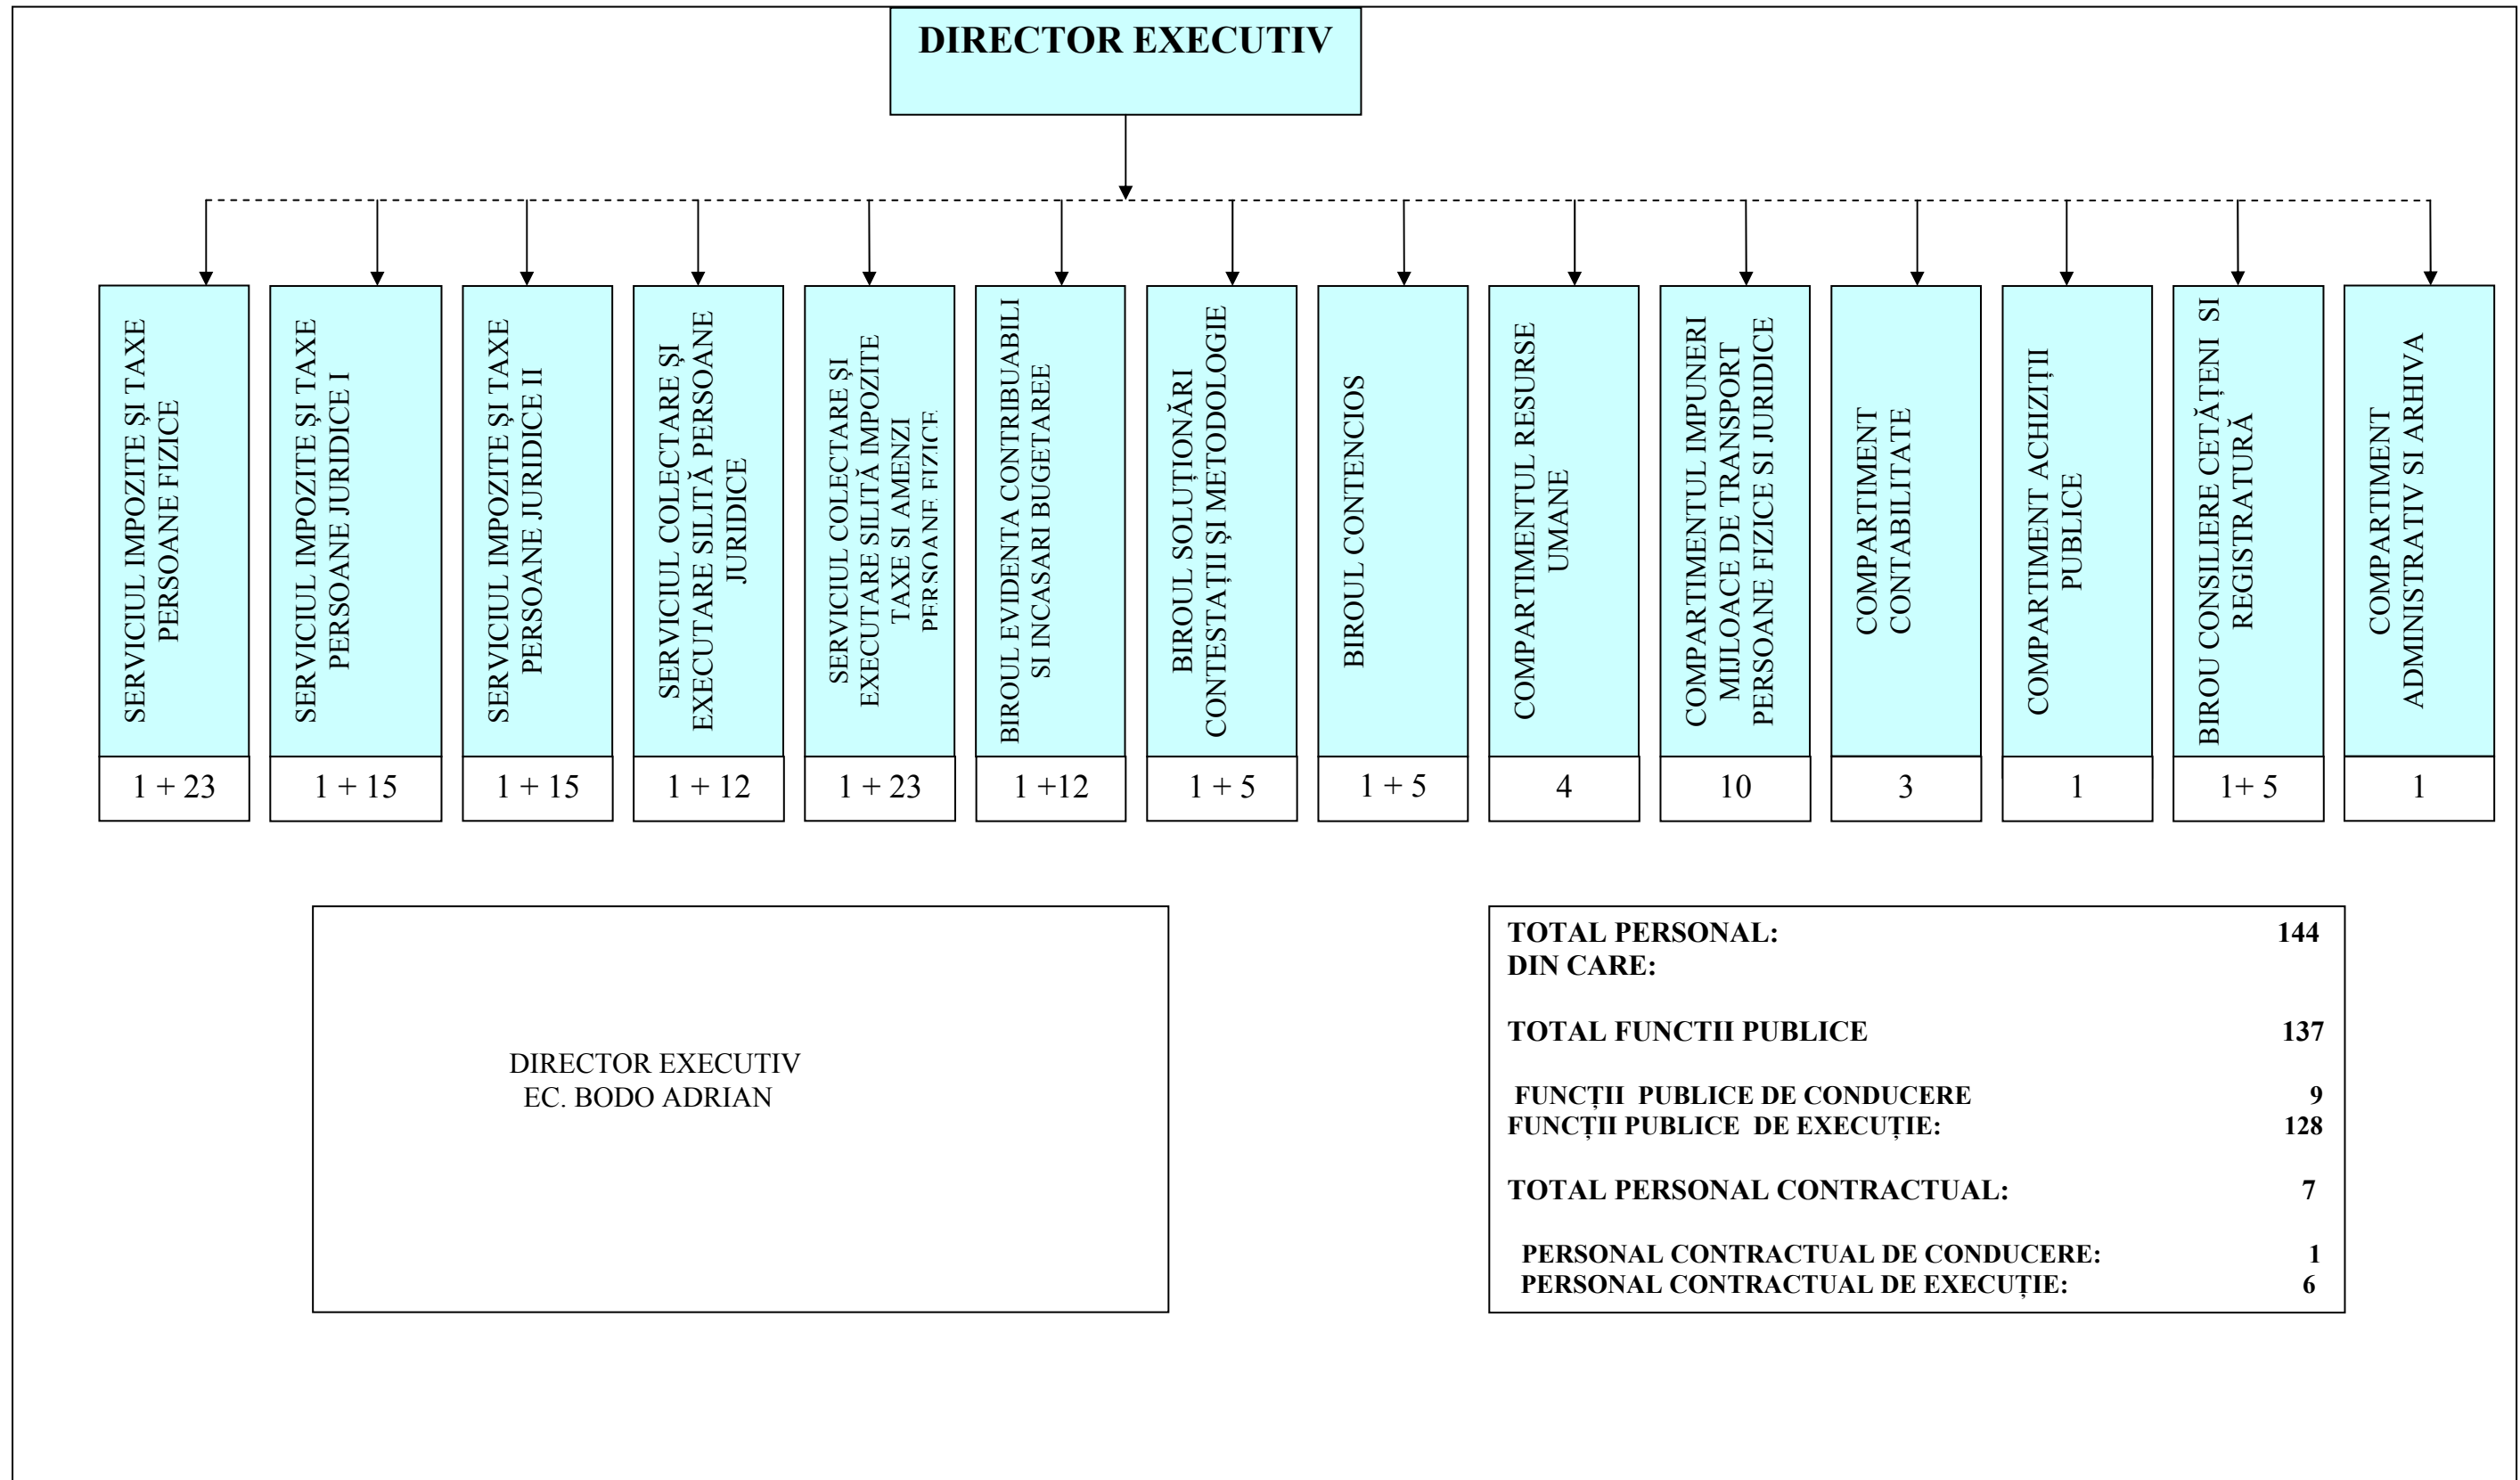 DIRECTOR EXECUTIV
SERVICIUL IMPOZITE ŞI TAXE
PERSOANE FIZICE
1 + 23
SERVICIUL IMPOZITE ŞI TAXE
PERSOANE JURIDICE I
1 + 15
SERVICIUL IMPOZITE ŞI TAXE
PERSOANE JURIDICE II
1 + 15
SERVICIUL COLECTARE ŞI
EXECUTARE SILITĂ PERSOANE
JURIDICE
1 + 12
SERVICIUL COLECTARE ŞI
EXECUTARE SILITĂ IMPOZITE
TAXE SI AMENZI
PERSOANE FIZICE
1 + 23
BIROUL EVIDENTA CONTRIBUABILI
SI INCASARI BUGETAREE
1 +12
BIROUL SOLUȚIONĂRI
CONTESTAȚII ȘI METODOLOGIE
1 + 5
BIROUL CONTENCIOS
1 + 5
COMPARTIMENTUL RESURSE
UMANE
4
COMPARTIMENTUL IMPUNERI
MIJLOACE DE TRANSPORT
PERSOANE FIZICE SI JURIDICE
10
COMPARTIMENT
CONTABILITATE
3
COMPARTIMENT ACHIZIȚII
PUBLICE
1
BIROU CONSILIERE CETĂȚENI SI
REGISTRATURĂ
1+ 5
COMPARTIMENT
ADMINISTRATIV SI ARHIVA
1
DIRECTOR EXECUTIV
EC. BODO ADRIAN
TOTAL PERSONAL: 144
DIN CARE:
TOTAL FUNCTII PUBLICE 137
FUNCȚII PUBLICE DE CONDUCERE 9
FUNCȚII PUBLICE DE EXECUȚIE: 128
TOTAL PERSONAL CONTRACTUAL: 7
PERSONAL CONTRACTUAL DE CONDUCERE: 1
PERSONAL CONTRACTUAL DE EXECUȚIE: 6